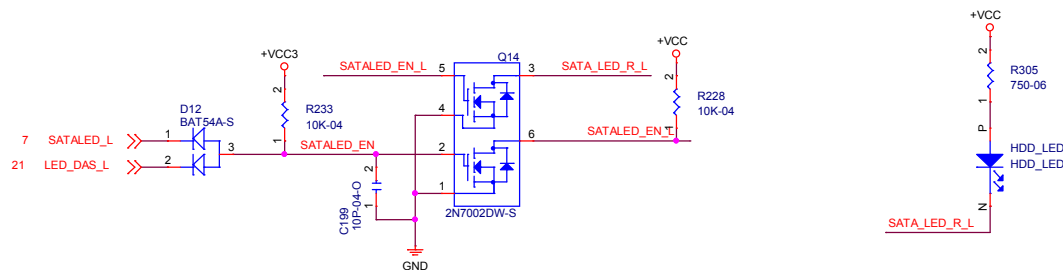 +VCC3
2
R233
10K-04
1
D12
BAT54A-S
7 SATALED_L 1
21 LED_DAS_L 2
3
SATALED_EN
2
C199
10P-04-O
1
GND
Q14
SATALED_EN_L 5
3 SATA_LED_R_L
4
6 SATALED_EN_L
2
1
2N7002DW-S
+VCC
2
R228
10K-04
1
+VCC
2
R305
750-06
1
P
HDD_LED
HDD_LED
N
SATA_LED_R_L